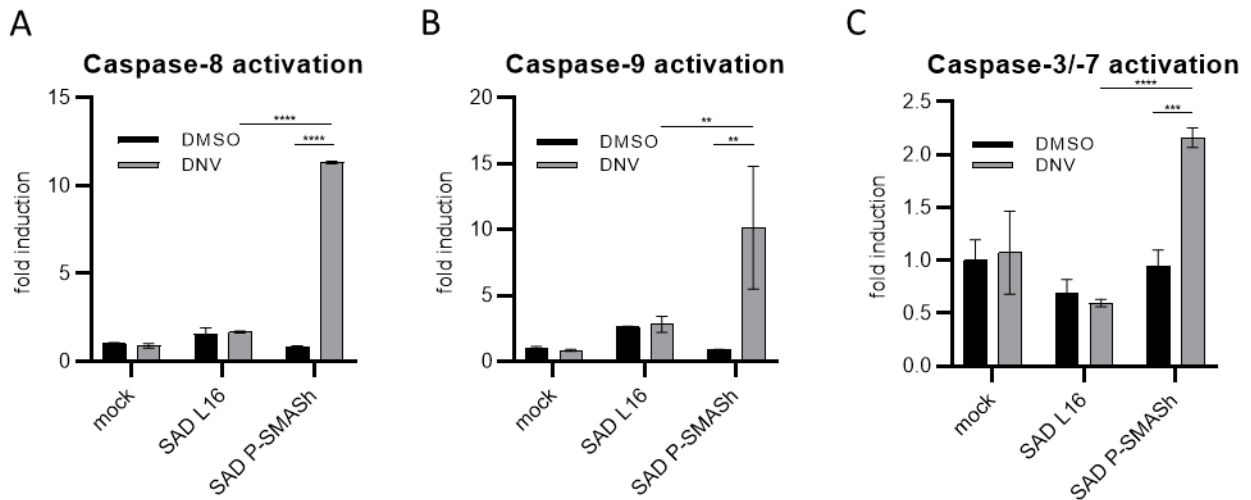 A
Caspase-8 activation
15
10
5
0
fold induction
DMSO
DNV
****
****
mock
SAD L16
SAD P-SMASh
B
Caspase-9 activation
20
15
10
5
0
fold induction
DMSO
DNV
**
**
mock
SAD L16
SAD P-SMASh
C
Caspase-3/-7 activation
2.5
2.0
1.5
1.0
0.5
0.0
fold induction
DMSO
DNV
****
***
mock
SAD L16
SAD P-SMASh